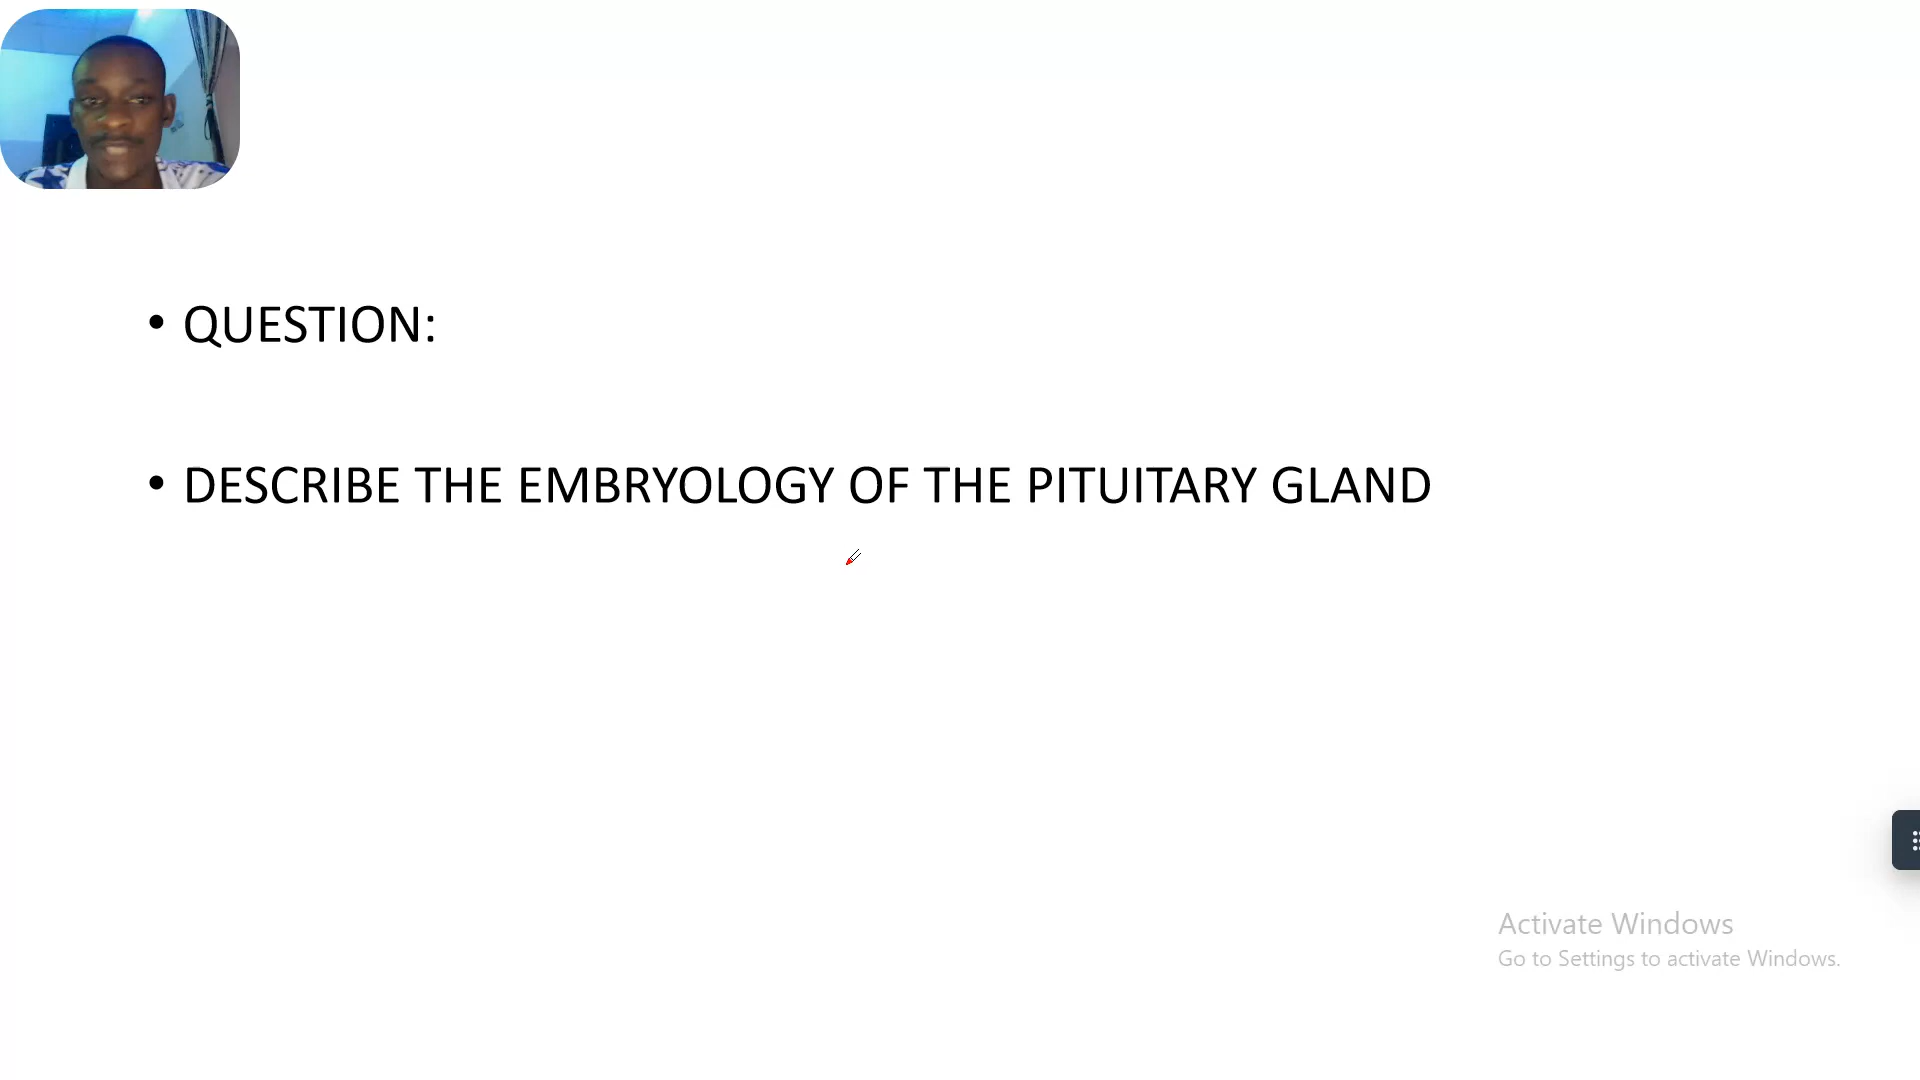 • QUESTION:
• DESCRIBE THE EMBRYOLOGY OF THE PITUITARY GLAND
Activate Windows
Go to Settings to activate Windows.